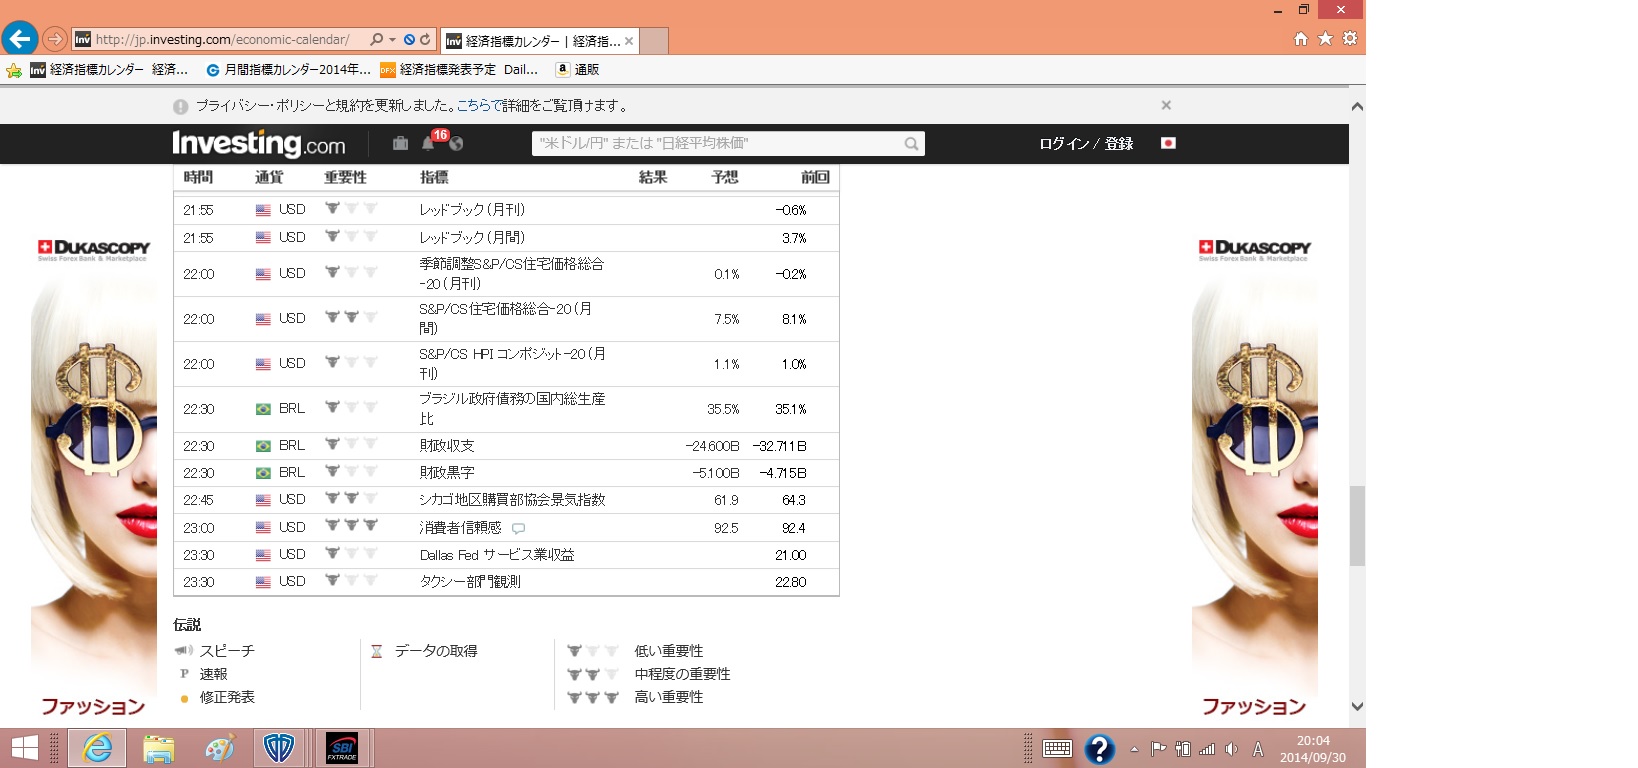 http://jp.investing.com/economic-calendar/
経済指標カレンダー | 経済指...
経済指標カレンダー 経済...
月間指標カレンダー2014年...
経済指標発表予定 Dail...
通販
プライバシー・ポリシーと規約を更新しました。こちらで詳細をご覧頂けます。
Investing.com
16
"米ドル/円" または "日経平均株価"
ログイン / 登録
時間 通貨 重要性 指標 結果 予想 前回
21:55 USD レッドブック(月刊) -0.6%
21:55 USD レッドブック(月間) 3.7%
22:00 USD 季節調整S&P/CS住宅価格総合 0.1% -0.2%
-20(月刊)
22:00 USD S&P/CS住宅価格総合-20(月 7.5% 8.1%
間)
22:00 USD S&P/CS HPI コンポジット-20(月 1.1% 1.0%
刊)
22:30 BRL ブラジル政府債務の国内総生産 35.5% 35.1%
比
22:30 BRL 財政収支 -24.600B -32.711B
22:30 BRL 財政黒字 -5.100B -4.715B
22:45 USD シカゴ地区購買部協会景気指数 61.9 64.3
23:00 USD 消費者信頼感 92.5 92.4
23:30 USD Dallas Fed サービス業収益 21.00
23:30 USD タクシー部門観測 22.80
伝説
スピーチ データの取得 低い重要性
P 速報 中程度の重要性
修正発表 高い重要性
DUKASCOPY
Swiss Forex Bank & Marketplace
ファッション
DUKASCOPY
Swiss Forex Bank & Marketplace
ファッション
SBI
FXTRADE
A
20:04
2014/09/30